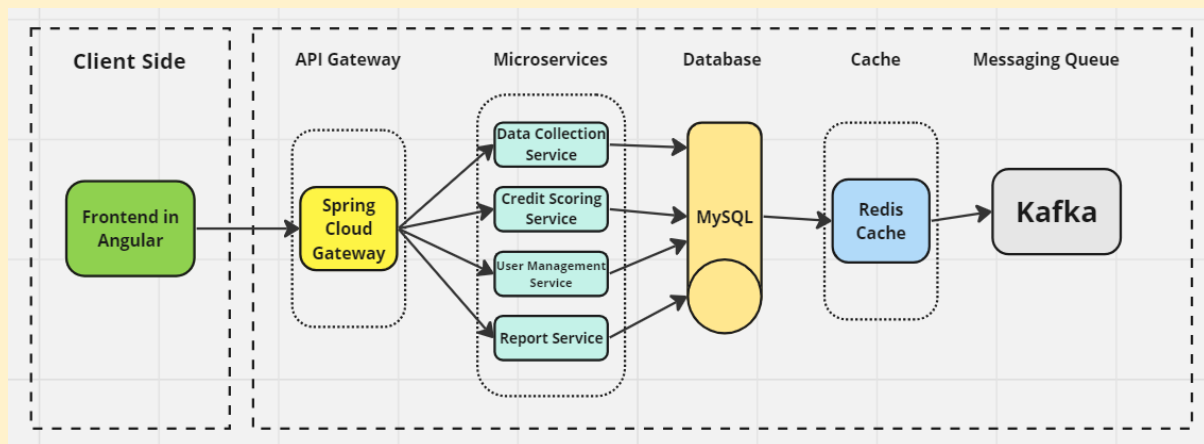 Client Side
API Gateway
Microservices
Database
Cache
Messaging Queue
Frontend in
Angular
Spring
Cloud
Gateway
Data Collection
Service
Credit Scoring
Service
User Management
Service
Report Service
MySQL
Redis
Cache
Kafka